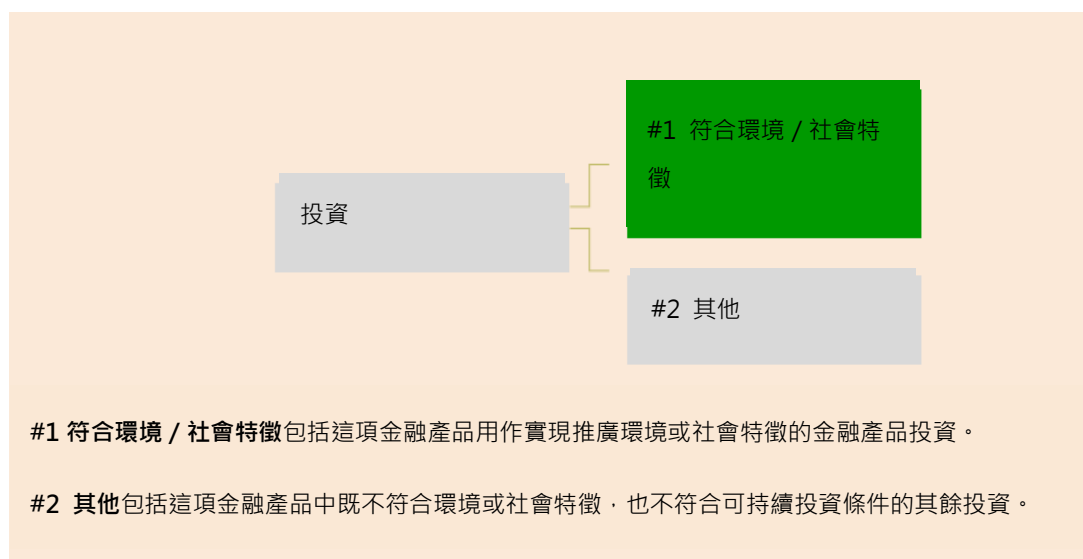 #1 符合環境 / 社會特
徵
投資
#2 其他
#1 符合環境 / 社會特徵包括這項金融產品用作實現推廣環境或社會特徵的金融產品投資。
#2 其他包括這項金融產品中既不符合環境或社會特徵，也不符合可持續投資條件的其餘投資。